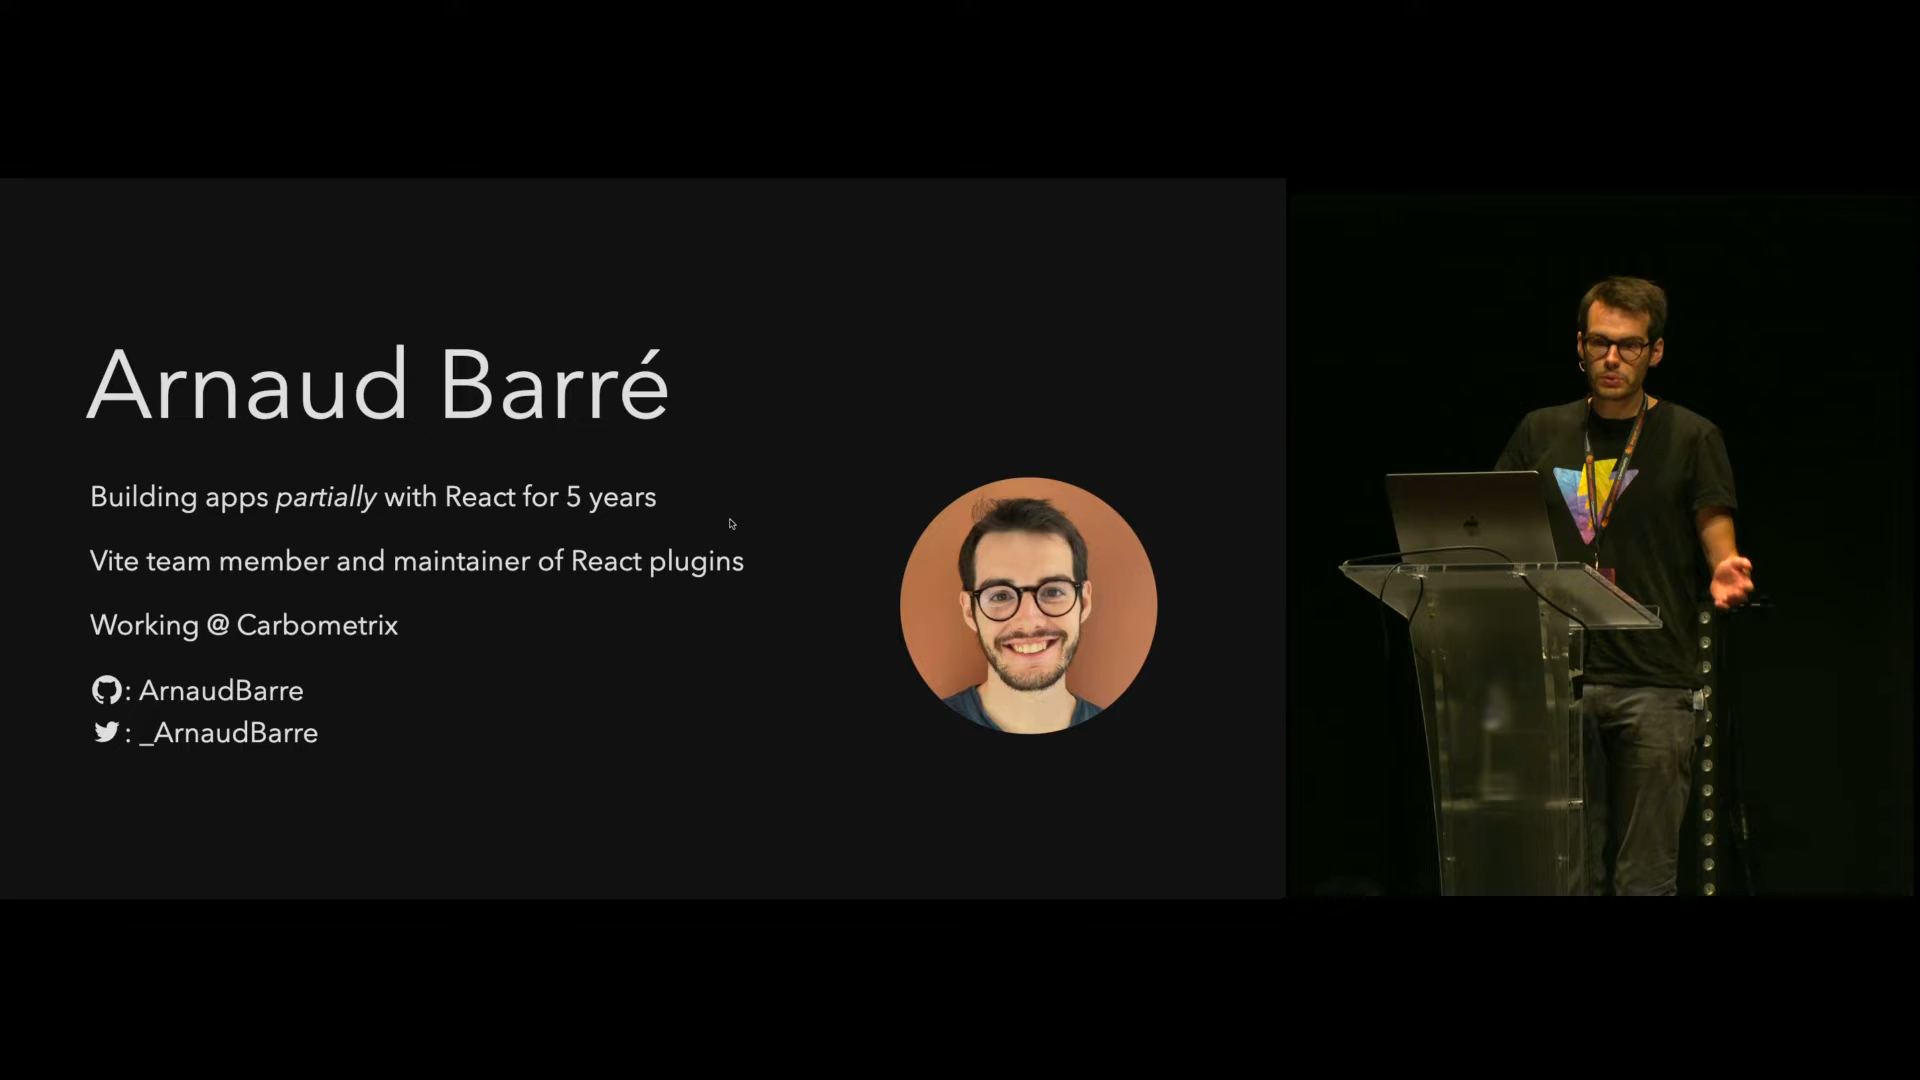 Arnaud Barré
Building apps partially with React for 5 years
Vite team member and maintainer of React plugins
Working @ Carbometrix
: ArnaudBarre
: _ArnaudBarre